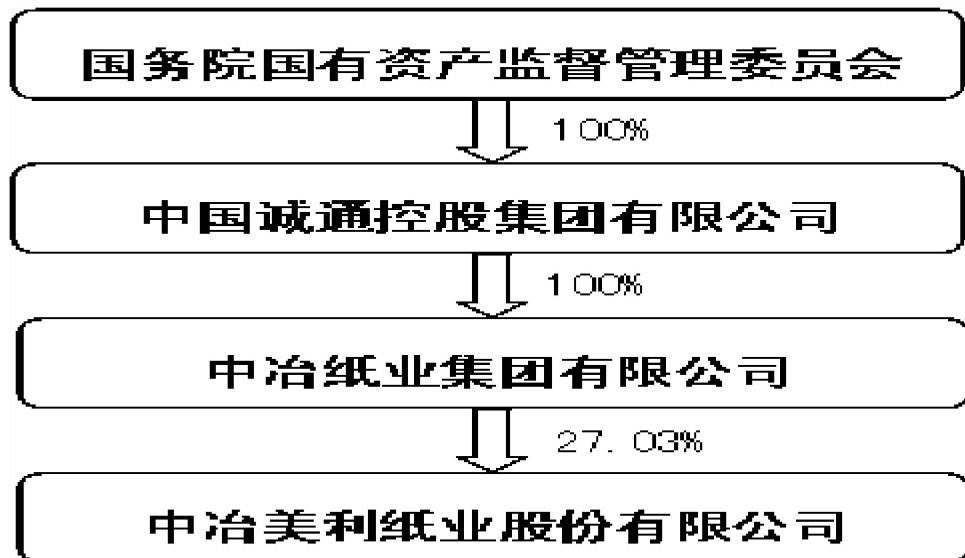 国务院国有资产监督管理委员会
100%
中国诚通控股集团有限公司
100%
中冶纸业集团有限公司
27.03%
中冶美利纸业股份有限公司